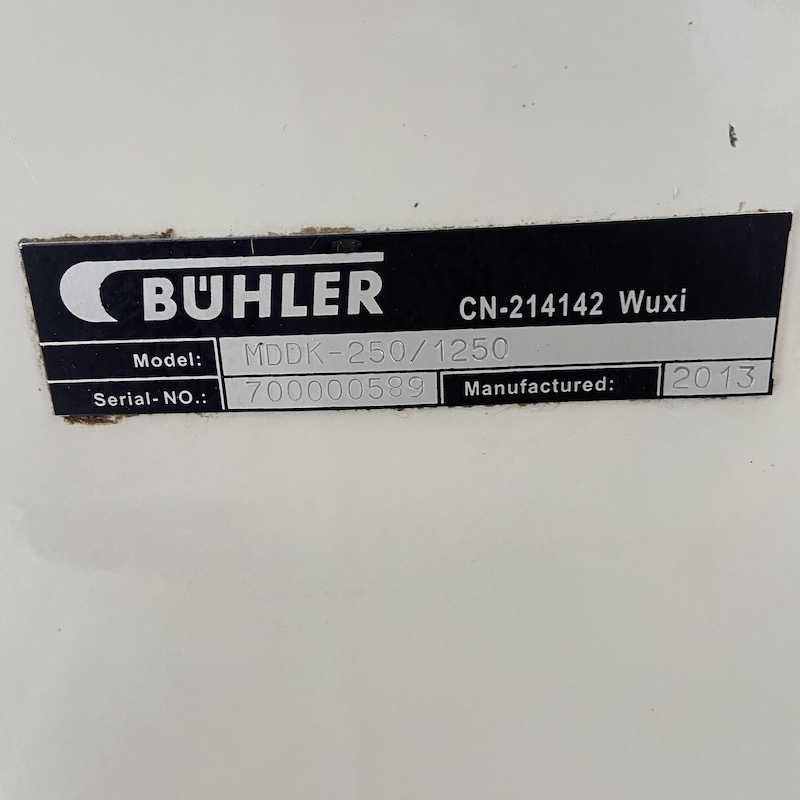 BÜHLER
CN-214142 Wuxi
Model: MDDK-250/1250
Serial-NO.: 700000589 Manufactured: 2013